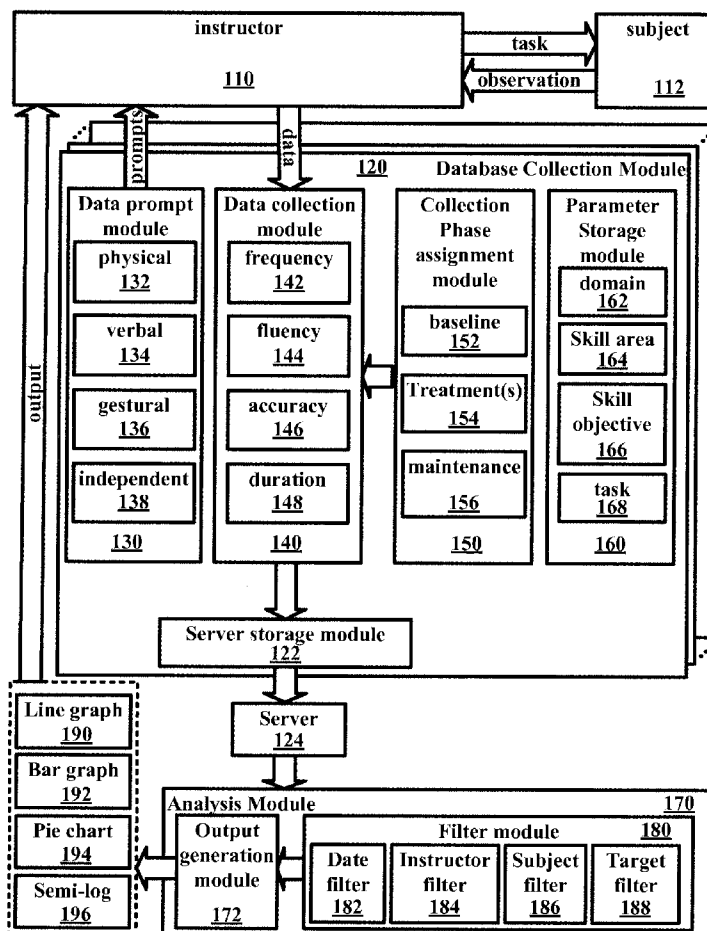 instructor
110
task
observation
subject
112
prompts
data
120
Database Collection Module
Data prompt
module
physical
132
verbal
134
gestural
136
independent
138
130
Data collection
module
frequency
142
fluency
144
accuracy
146
duration
148
140
Collection
Phase
assignment
module
baseline
152
Treatment(s)
154
maintenance
156
150
Parameter
Storage
module
domain
162
Skill area
164
Skill
objective
166
task
168
160
output
Server storage module
122
Server
124
Line graph
190
Bar graph
192
Pie chart
194
Semi-log
196
Analysis Module
170
Output
generation
module
172
Filter module
180
Date
filter
182
Instructor
filter
184
Subject
filter
186
Target
filter
188